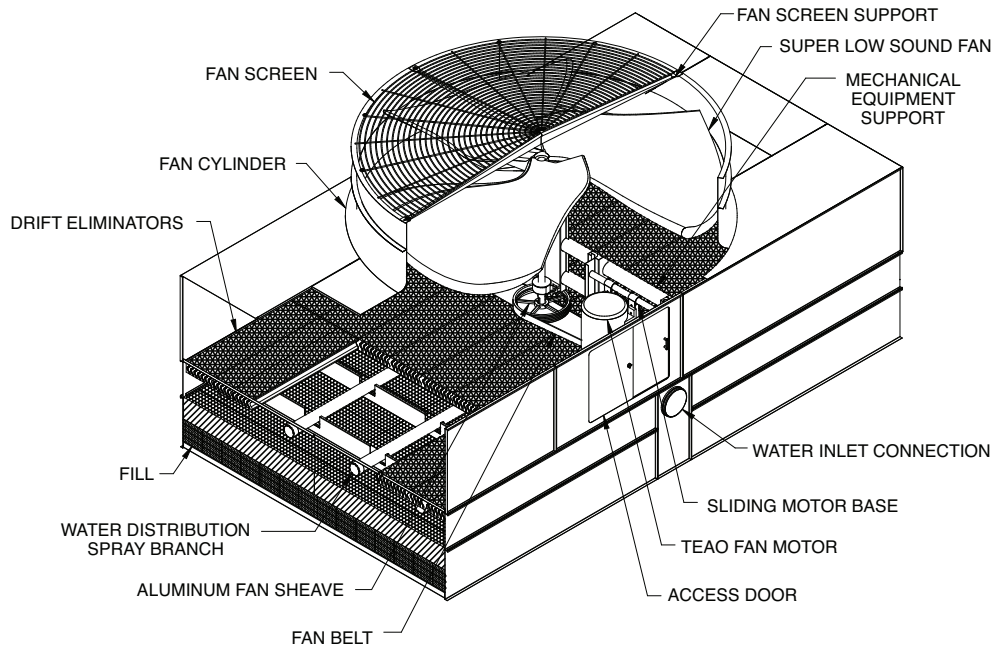 FAN SCREEN SUPPORT
SUPER LOW SOUND FAN
MECHANICAL
EQUIPMENT
SUPPORT
FAN SCREEN
FAN CYLINDER
DRIFT ELIMINATORS
FILL
WATER DISTRIBUTION
SPRAY BRANCH
ALUMINUM FAN SHEAVE
FAN BELT
WATER INLET CONNECTION
SLIDING MOTOR BASE
TEAO FAN MOTOR
ACCESS DOOR